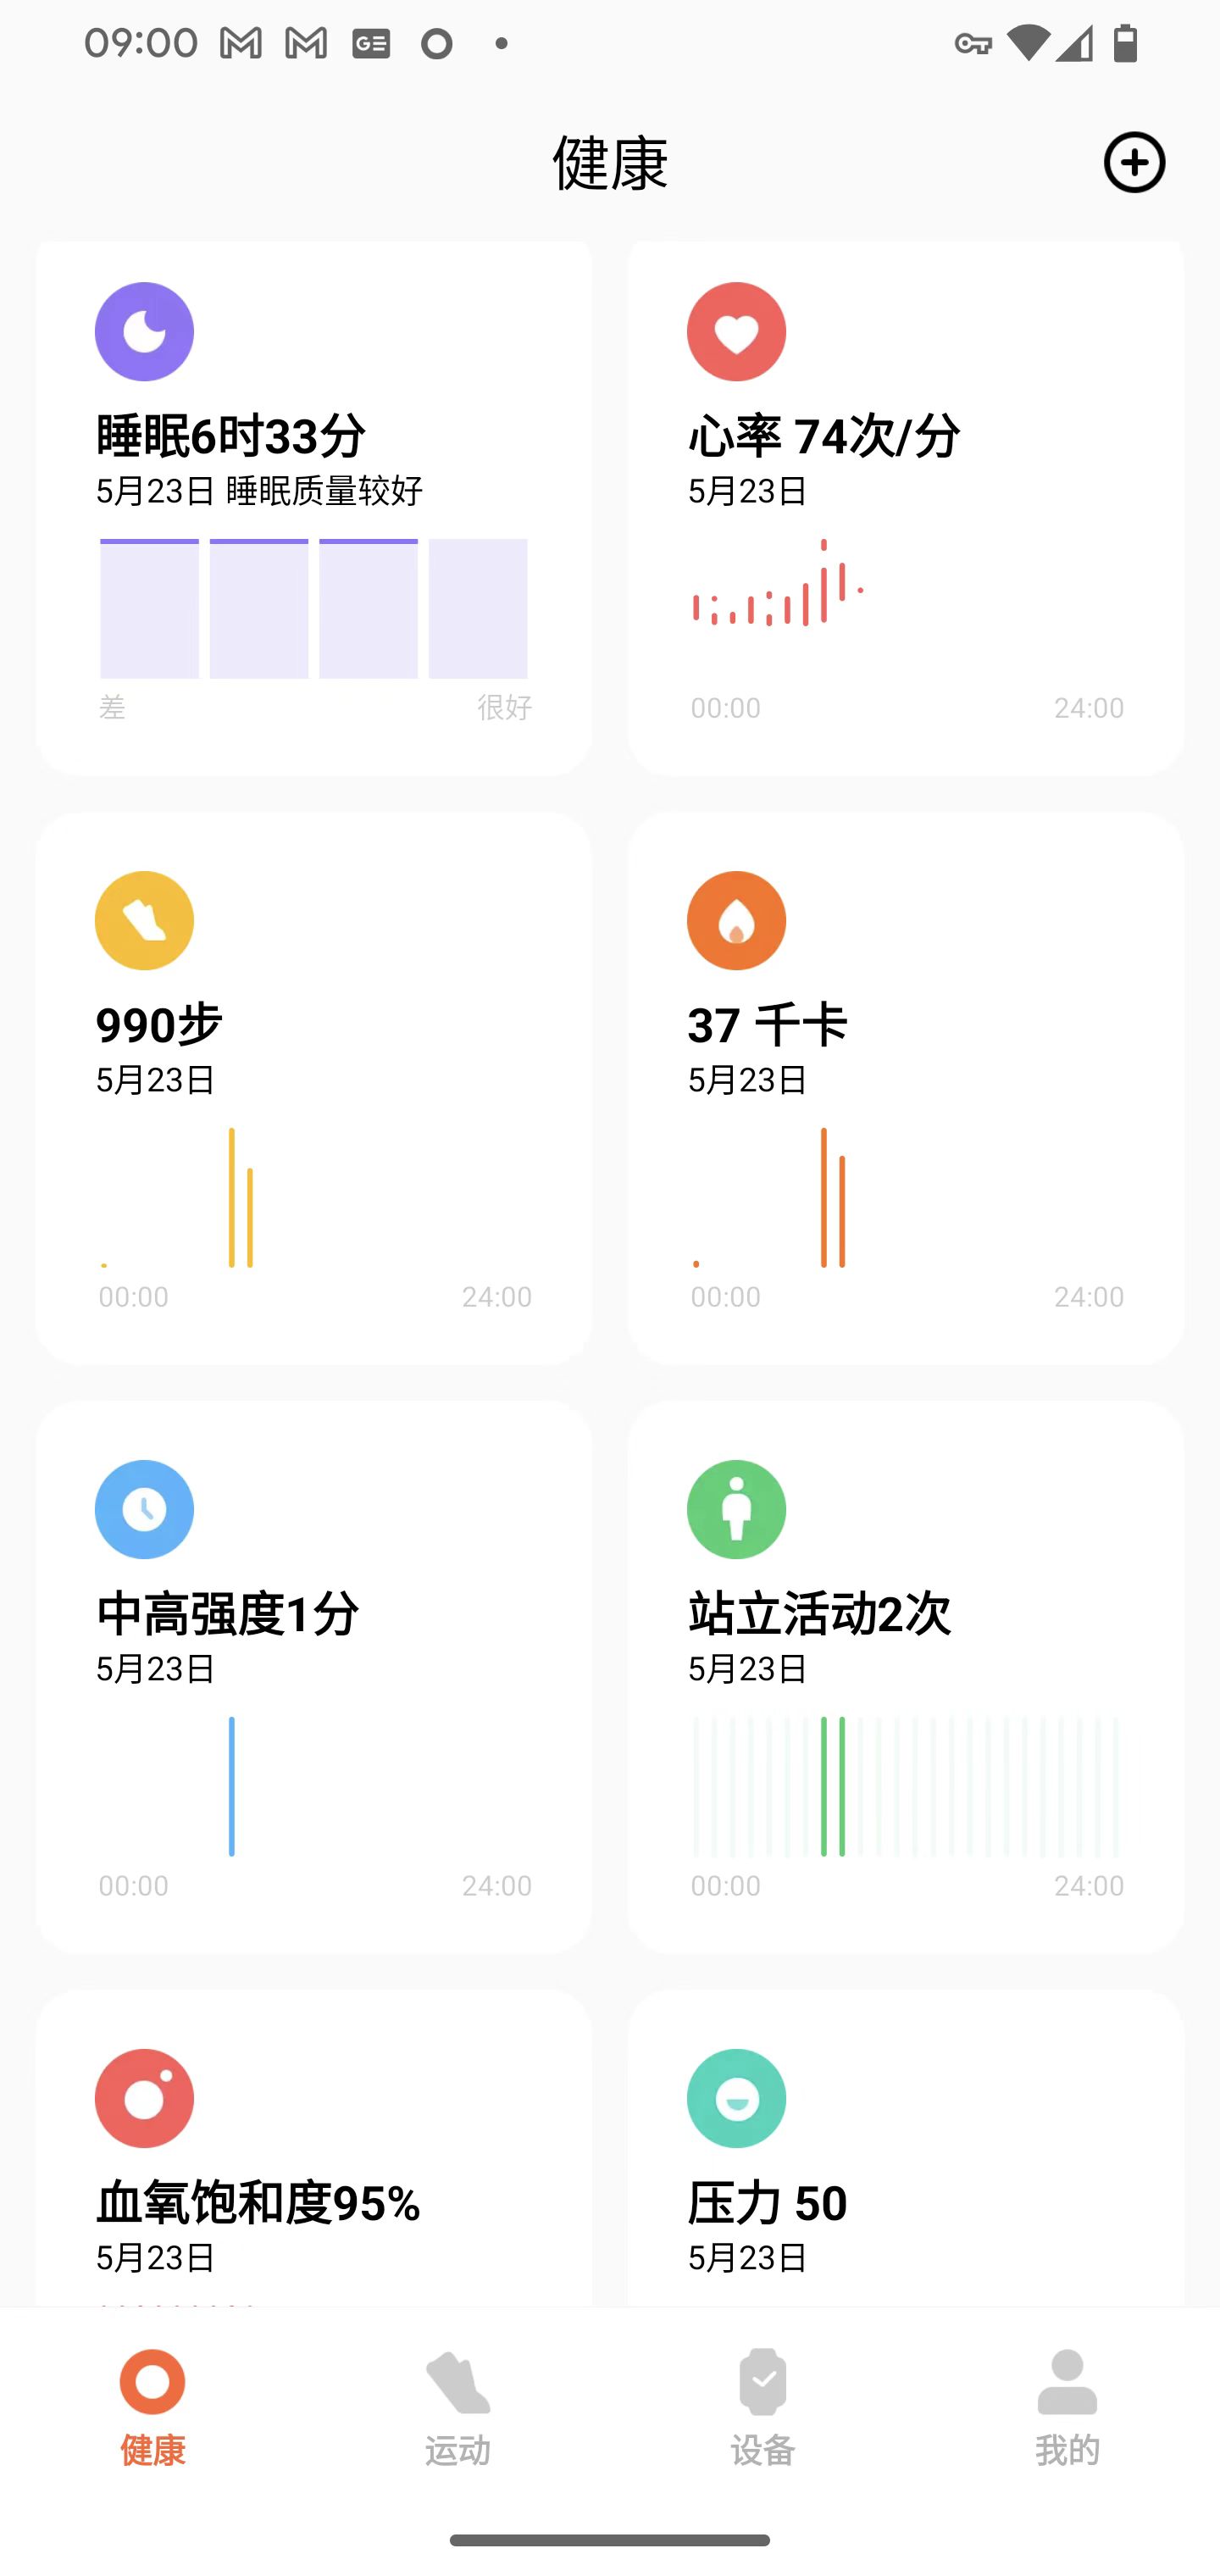 09:00
健康
睡眠6时33分
5月23日 睡眠质量较好
差 很好
心率 74次/分
5月23日
00:00 24:00
990步
5月23日
00:00 24:00
37 千卡
5月23日
00:00 24:00
中高强度1分
5月23日
00:00 24:00
站立活动2次
5月23日
00:00 24:00
血氧饱和度95%
5月23日
压力 50
5月23日
健康 运动 设备 我的